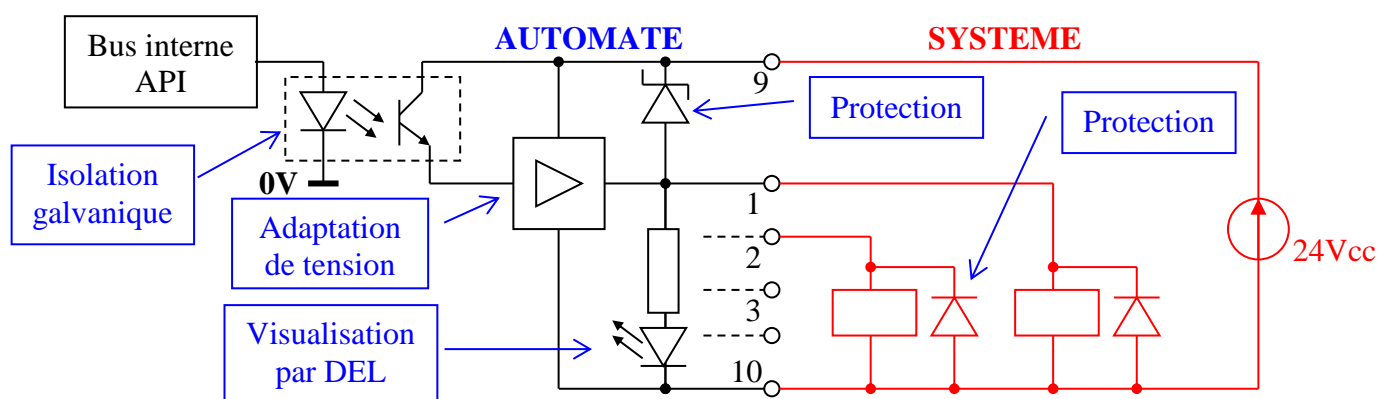 Bus interne
API
AUTOMATE
SYSTEME
9
Protection
Protection
Isolation
galvanique
0V
Adaptation
de tension
1
2
24Vcc
3
Visualisation
par DEL
10